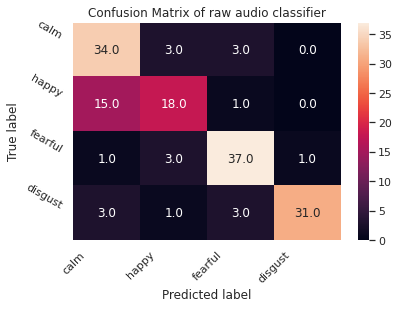 Confusion Matrix of raw audio classifier
True label
calm 34.0 3.0 3.0 0.0
happy 15.0 18.0 1.0 0.0
fearful 1.0 3.0 37.0 1.0
disgust 3.0 1.0 3.0 31.0
calm happy fearful disgust
Predicted label
35
30
25
20
15
10
5
0